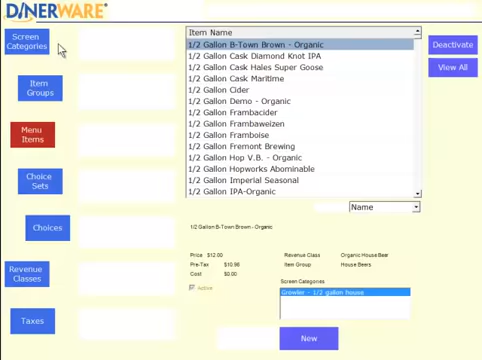 DINERWARE®
Screen
Categories
Item
Groups
Menu
Items
Choice
Sets
Choices
Revenue
Classes
Taxes
Item Name
1/2 Gallon B-Town Brown - Organic
1/2 Gallon Cask Diamond Knot IPA
1/2 Gallon Cask Hales Super Goose
1/2 Gallon Cask Maritime
1/2 Gallon Cider
1/2 Gallon Demo - Organic
1/2 Gallon Frambacider
1/2 Gallon Frambaweizen
1/2 Gallon Framboise
1/2 Gallon Fremont Brewing
1/2 Gallon Hop V.B. - Organic
1/2 Gallon Hopworks Abominable
1/2 Gallon Imperial Seasonal
1/2 Gallon IPA-Organic
Deactivate
View All
Name
1/2 Gallon B-Town Brown - Organic
Price $12.00 Revenue Class Organic House Beer
Pre-Tax $10.96 Item Group House Beers
Cost $0.00
Screen Categories
Active
Growler - 1/2 gallon house
New